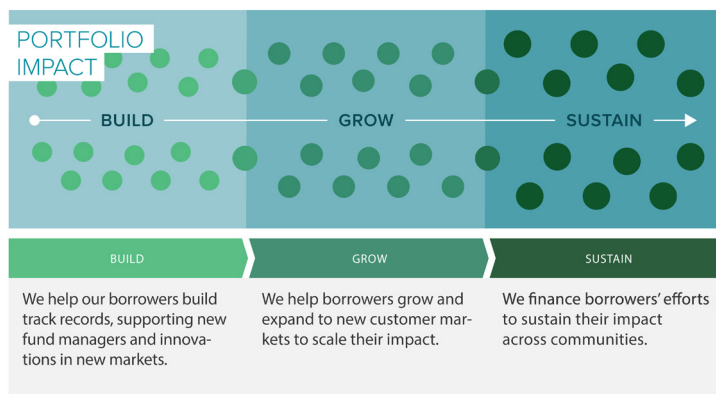 PORTFOLIO
IMPACT
BUILD
GROW
SUSTAIN
BUILD
GROW
SUSTAIN
We help our borrowers build
track records, supporting new
fund managers and innova-
tions in new markets.
We help borrowers grow and
expand to new customer mar-
kets to scale their impact.
We finance borrowers’ efforts
to sustain their impact
across communities.